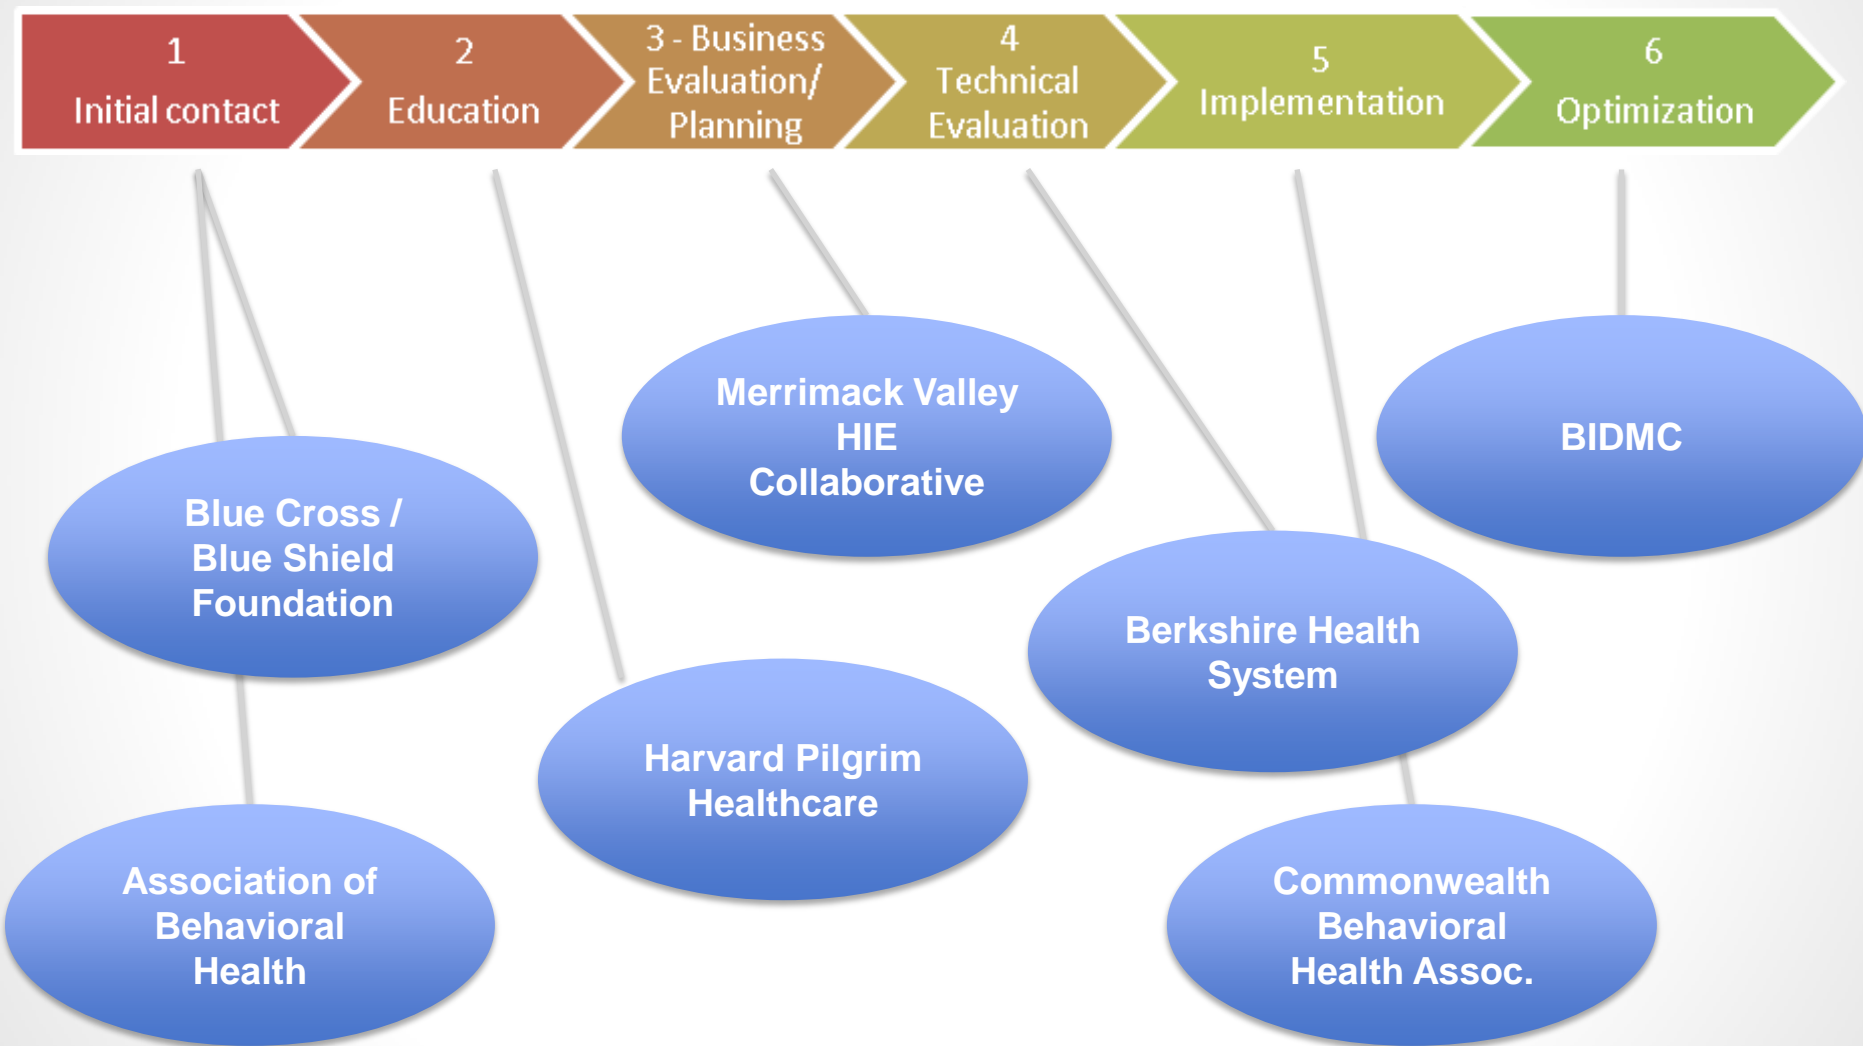 1
Initial contact
2
Education
3 - Business
Evaluation/
Planning
4
Technical
Evaluation
5
Implementation
6
Optimization
Merrimack Valley
HIE
Collaborative
BIDMC
Blue Cross /
Blue Shield
Foundation
Berkshire Health
System
Harvard Pilgrim
Healthcare
Association of
Behavioral
Health
Commonwealth
Behavioral
Health Assoc.